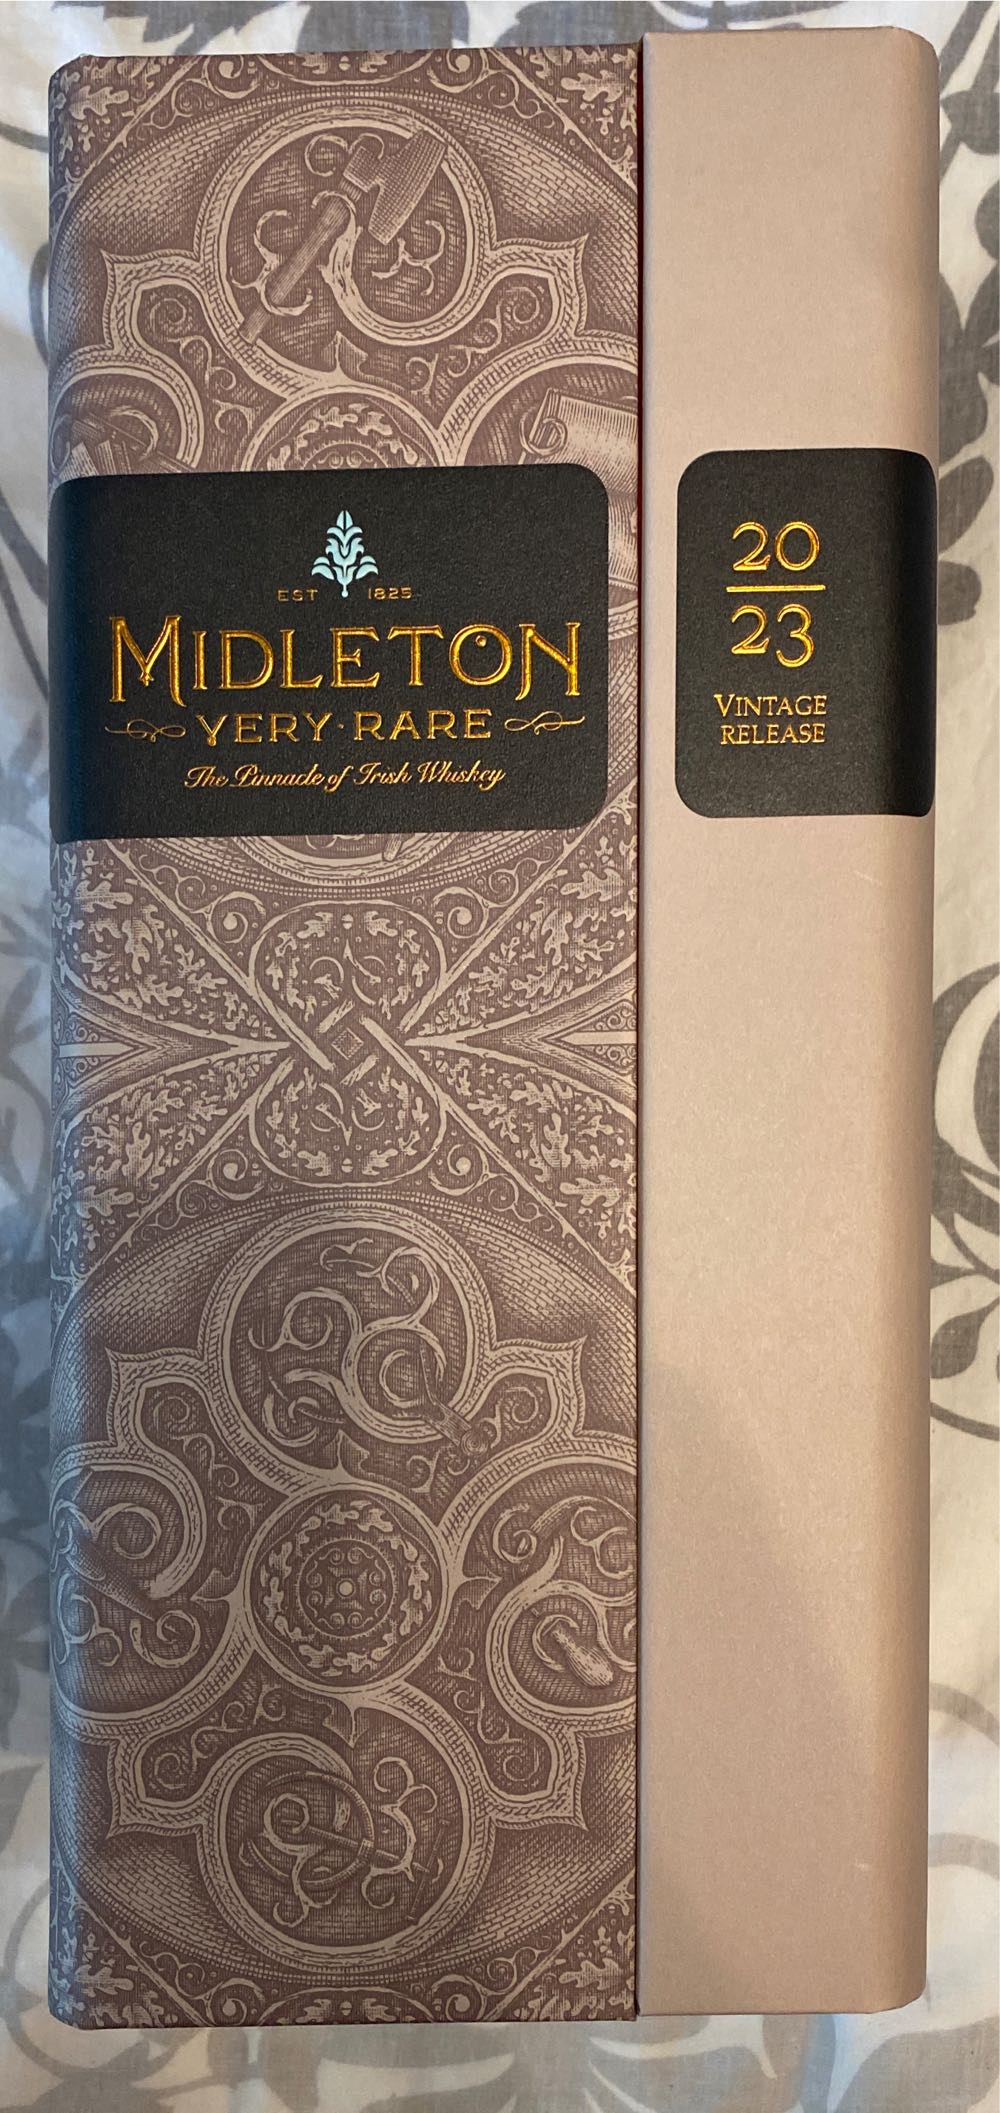 EST 1825
MIDLETON
VERY·RARE
The Pinnacle of Irish Whiskey
20
23
VINTAGE
RELEASE